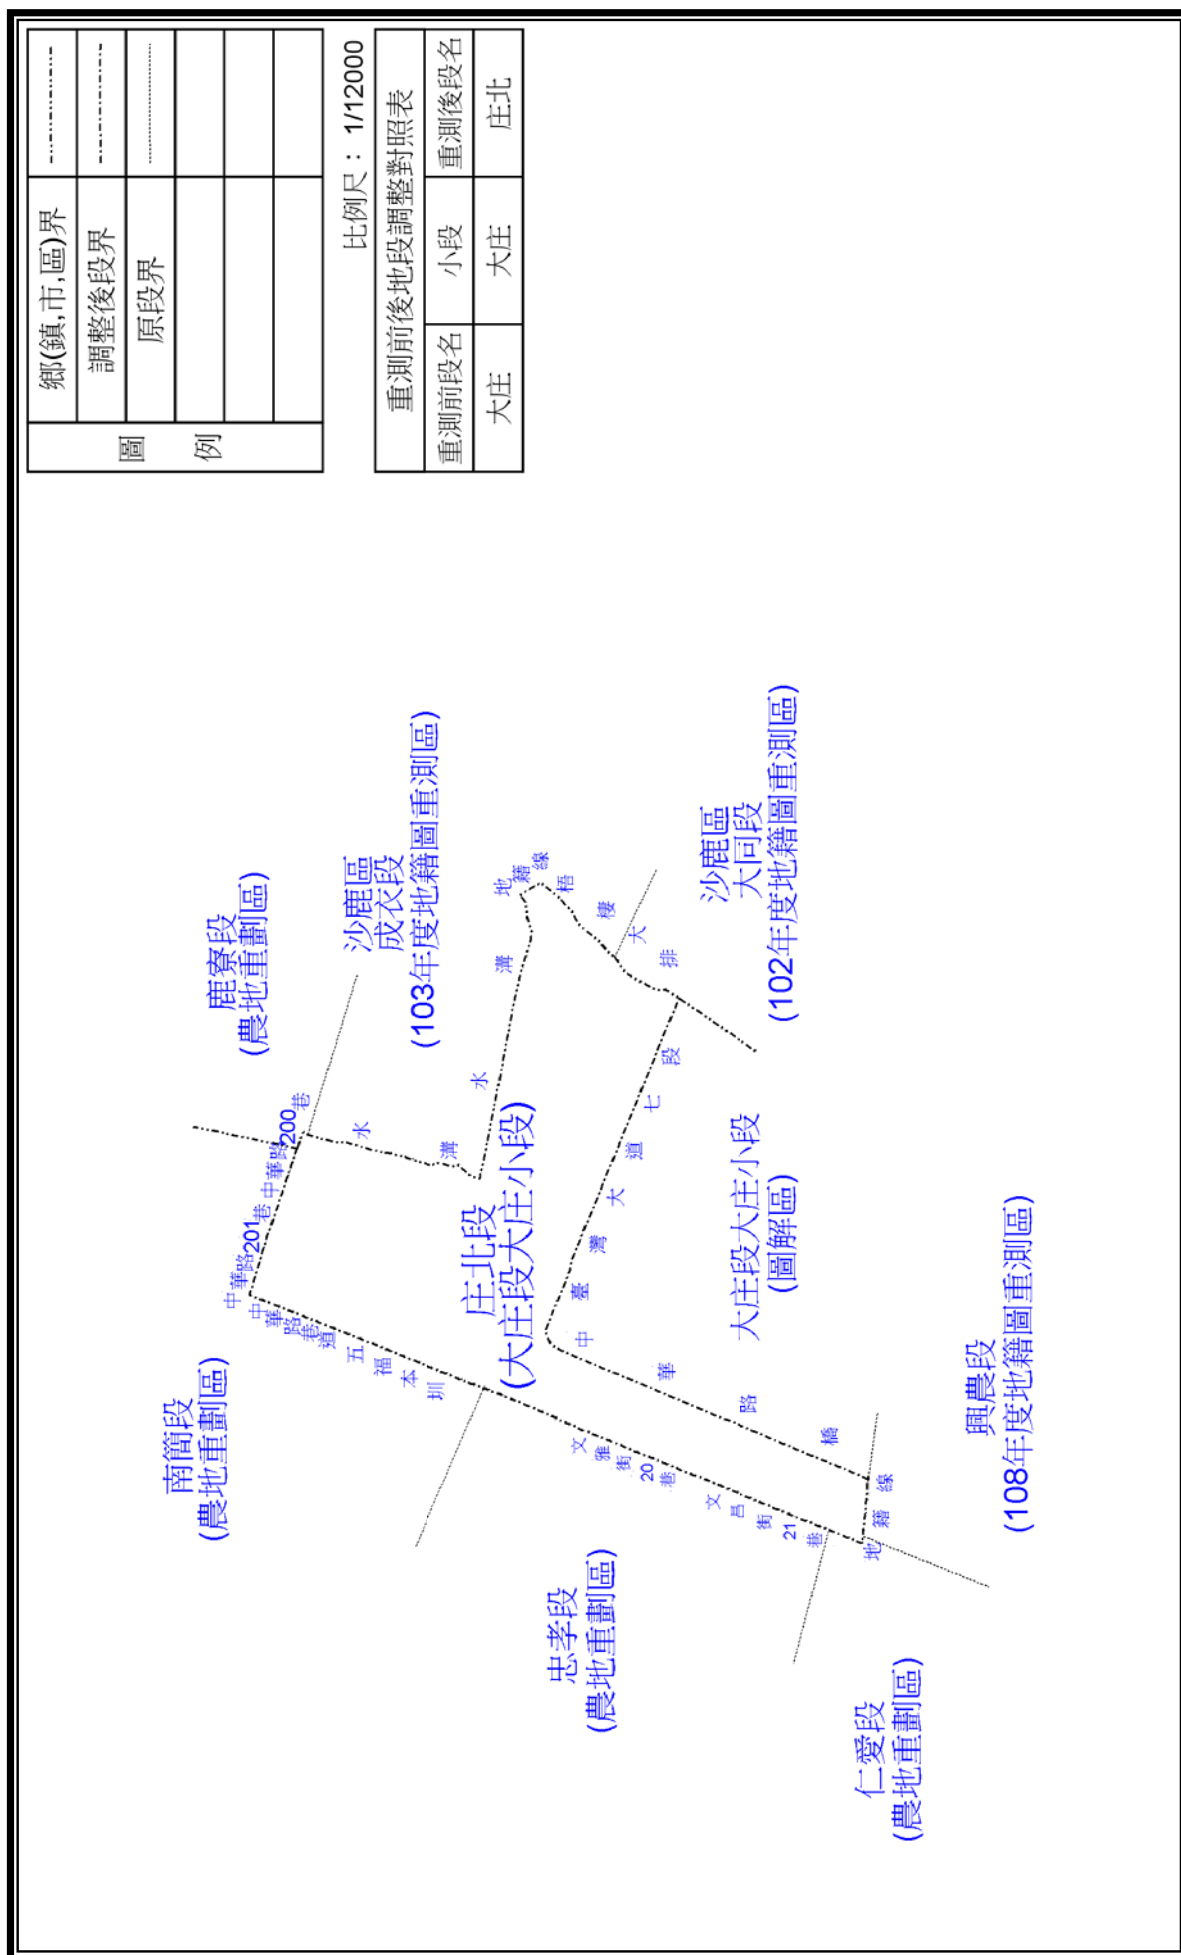 圖例
鄉(鎮,市,區)界
調整後段界
原段界
比例尺：1/12000
重測前後地段調整對照表
重測前段名 小段 重測後段名
大庄 大庄 庄北
鹿寮段
(農地重劃區)
沙鹿區
成衣段
(103年度地籍圖重測區)
沙鹿區
大同段
(102年度地籍圖重測區)
南簡段
(農地重劃區)
庄北段
(大庄段大庄小段)
大庄段大庄小段
(圖解區)
忠孝段
(農地重劃區)
興農段
(108年度地籍圖重測區)
仁愛段
(農地重劃區)
中華路201巷
中華路200巷
水溝
水溝
地籍線
梧棲大排
中華路巷道
五福本圳
文雅街20巷
文昌街21巷
地籍線
中華路橋
臺灣大道七段